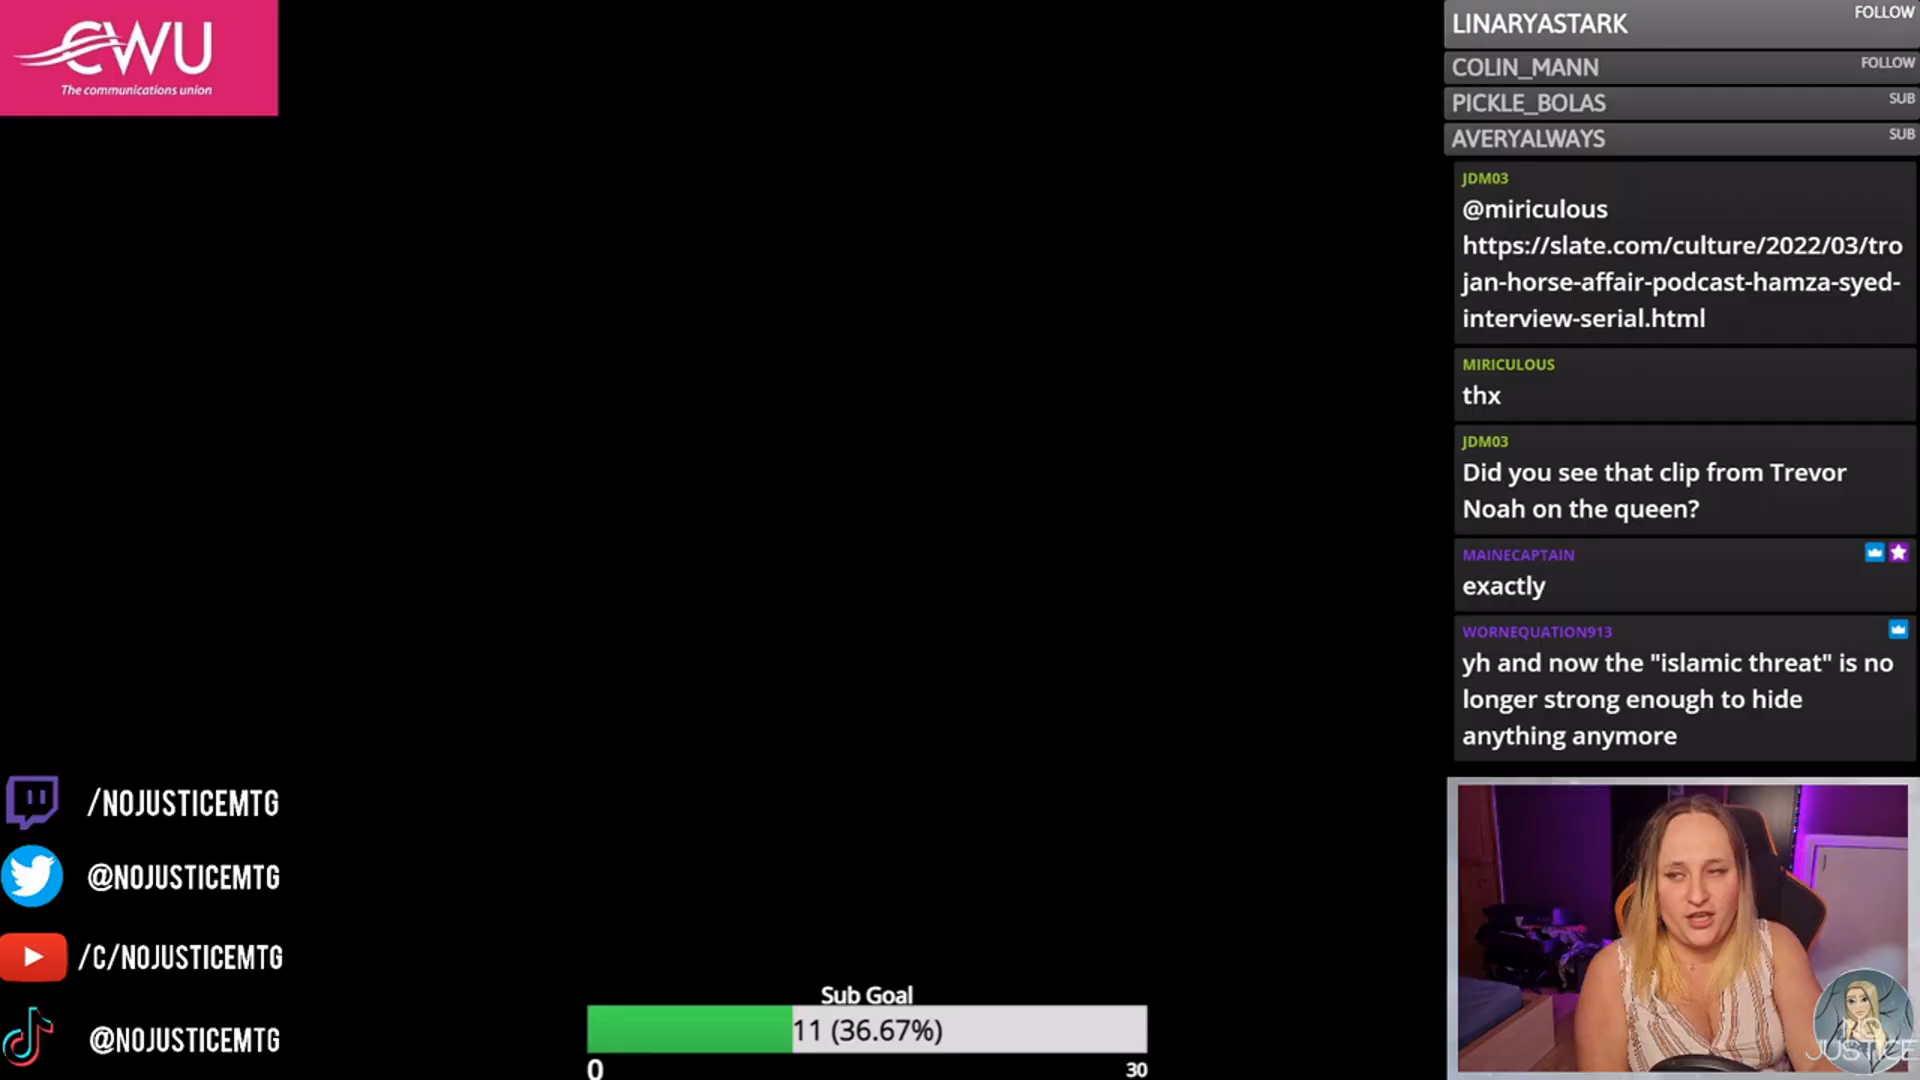 CWU
The communications union
LINARYASTARK FOLLOW
COLIN_MANN FOLLOW
PICKLE_BOLAS SUB
AVERYALWAYS SUB
JDM03
@miriculous
https://slate.com/culture/2022/03/tro
jan-horse-affair-podcast-hamza-syed-
interview-serial.html
MIRICULOUS
thx
JDM03
Did you see that clip from Trevor
Noah on the queen?
MAINECAPTAIN
exactly
WORNEQUATION913
yh and now the "islamic threat" is no
longer strong enough to hide
anything anymore
/NOJUSTICEMTG
@NOJUSTICEMTG
/C/NOJUSTICEMTG
@NOJUSTICEMTG
Sub Goal
11 (36.67%)
0 30
NO
JUSTICE